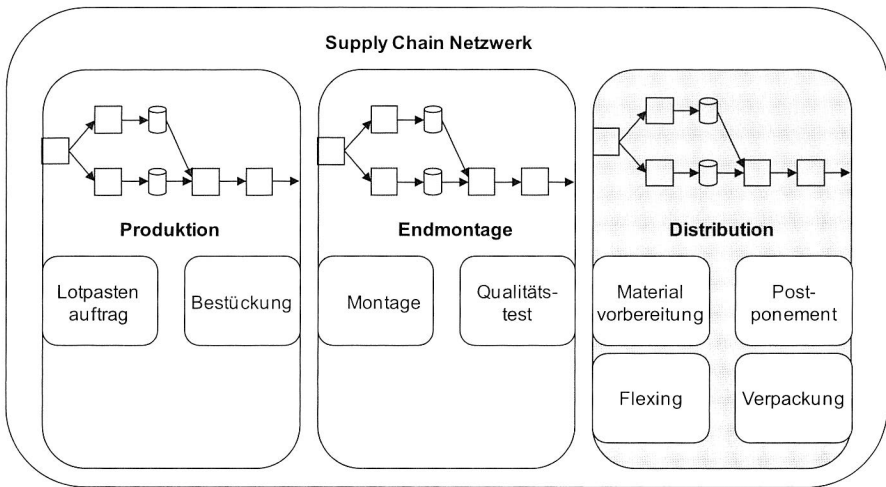 Supply Chain Netzwerk
Produktion
Lotpasten
auftrag
Bestückung
Endmontage
Montage
Qualitäts-
test
Distribution
Material
vorbereitung
Post-
ponement
Flexing
Verpackung